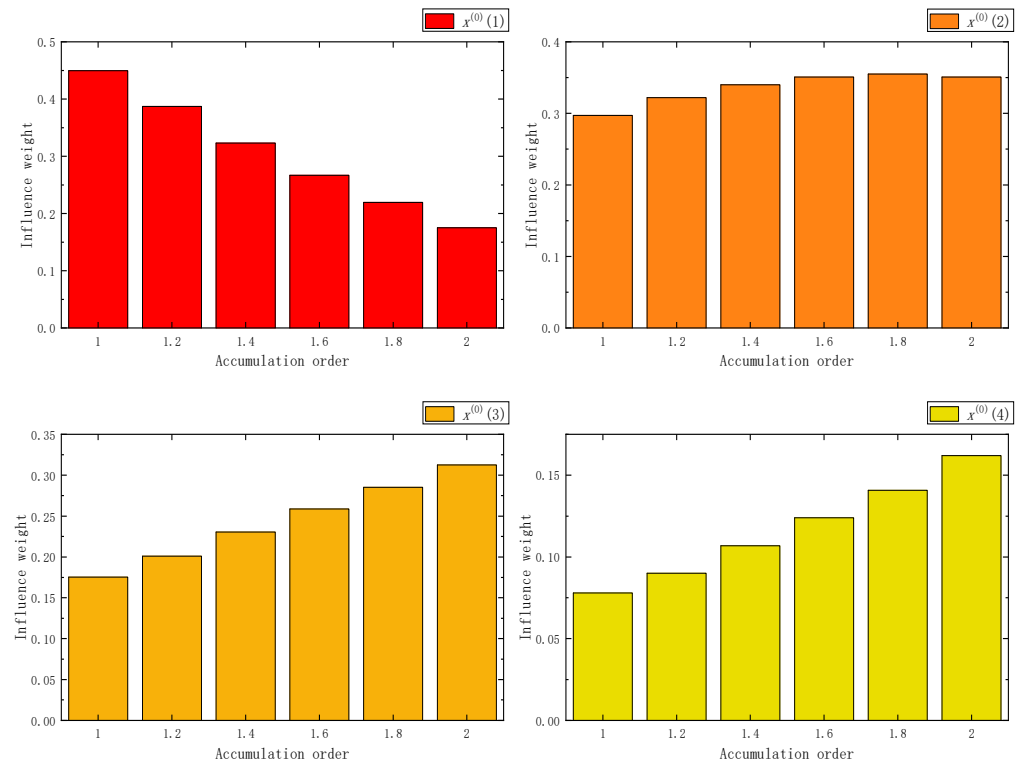 x⁽⁰⁾(1)
0.5
0.4
0.3
0.2
0.1
0.0
Influence weight
1 1.2 1.4 1.6 1.8 2
Accumulation order
x⁽⁰⁾(2)
0.4
0.3
0.2
0.1
0.0
Influence weight
1 1.2 1.4 1.6 1.8 2
Accumulation order
x⁽⁰⁾(3)
0.35
0.30
0.25
0.20
0.15
0.10
0.05
0.00
Influence weight
1 1.2 1.4 1.6 1.8 2
Accumulation order
x⁽⁰⁾(4)
0.15
0.10
0.05
0.00
Influence weight
1 1.2 1.4 1.6 1.8 2
Accumulation order